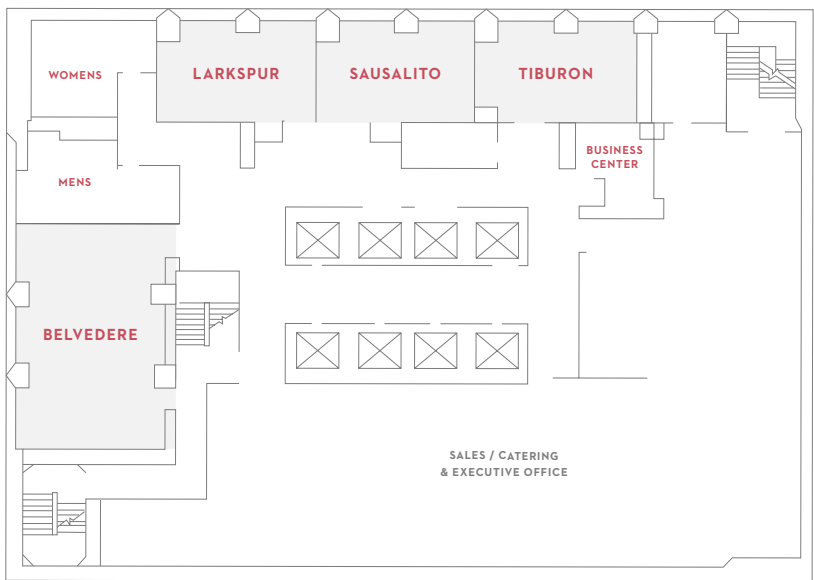 WOMENS
LARKSPUR
SAUSALITO
TIBURON
BUSINESS
CENTER
MENS
BELVEDERE
SALES / CATERING
& EXECUTIVE OFFICE